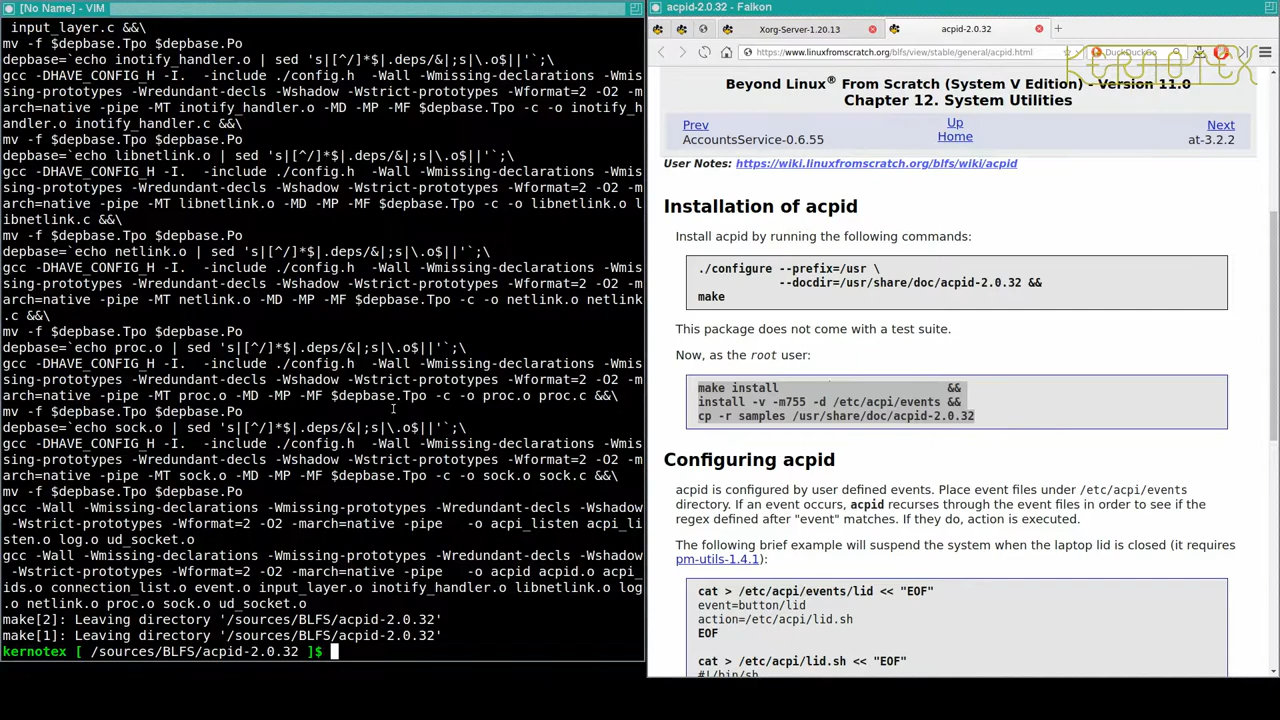 [No Name] - VIM
input_layer.c &&\
mv -f $depbase.Tpo $depbase.Po
depbase=`echo inotify_handler.o | sed 's|[^/]*$|.deps/&|;s|\.o$||'`;\
gcc -DHAVE_CONFIG_H -I.  -include ./config.h  -Wall -Wmissing-declarations -Wmis
sing-prototypes -Wredundant-decls -Wshadow -Wstrict-prototypes -Wformat=2 -O2 -m
arch=native -pipe -MT inotify_handler.o -MD -MP -MF $depbase.Tpo -c -o inotify_h
andler.o inotify_handler.c &&\
mv -f $depbase.Tpo $depbase.Po
depbase=`echo libnetlink.o | sed 's|[^/]*$|.deps/&|;s|\.o$||'`;\
gcc -DHAVE_CONFIG_H -I.  -include ./config.h  -Wall -Wmissing-declarations -Wmis
sing-prototypes -Wredundant-decls -Wshadow -Wstrict-prototypes -Wformat=2 -O2 -m
arch=native -pipe -MT libnetlink.o -MD -MP -MF $depbase.Tpo -c -o libnetlink.o l
ibnetlink.c &&\
mv -f $depbase.Tpo $depbase.Po
depbase=`echo netlink.o | sed 's|[^/]*$|.deps/&|;s|\.o$||'`;\
gcc -DHAVE_CONFIG_H -I.  -include ./config.h  -Wall -Wmissing-declarations -Wmis
sing-prototypes -Wredundant-decls -Wshadow -Wstrict-prototypes -Wformat=2 -O2 -m
arch=native -pipe -MT netlink.o -MD -MP -MF $depbase.Tpo -c -o netlink.o netlink
.c &&\
mv -f $depbase.Tpo $depbase.Po
depbase=`echo proc.o | sed 's|[^/]*$|.deps/&|;s|\.o$||'`;\
gcc -DHAVE_CONFIG_H -I.  -include ./config.h  -Wall -Wmissing-declarations -Wmis
sing-prototypes -Wredundant-decls -Wshadow -Wstrict-prototypes -Wformat=2 -O2 -m
arch=native -pipe -MT proc.o -MD -MP -MF $depbase.Tpo -c -o proc.o proc.c &&\
mv -f $depbase.Tpo $depbase.Po
depbase=`echo sock.o | sed 's|[^/]*$|.deps/&|;s|\.o$||'`;\
gcc -DHAVE_CONFIG_H -I.  -include ./config.h  -Wall -Wmissing-declarations -Wmis
sing-prototypes -Wredundant-decls -Wshadow -Wstrict-prototypes -Wformat=2 -O2 -m
arch=native -pipe -MT sock.o -MD -MP -MF $depbase.Tpo -c -o sock.o sock.c &&\
mv -f $depbase.Tpo $depbase.Po
gcc -Wall -Wmissing-declarations -Wmissing-prototypes -Wredundant-decls -Wshadow
-Wstrict-prototypes -Wformat=2 -O2 -march=native -pipe   -o acpi_listen acpi_li
sten.o log.o ud_socket.o
gcc -Wall -Wmissing-declarations -Wmissing-prototypes -Wredundant-decls -Wshadow
-Wstrict-prototypes -Wformat=2 -O2 -march=native -pipe   -o acpid acpid.o acpi_
ids.o connection_list.o event.o input_layer.o inotify_handler.o libnetlink.o log
.o netlink.o proc.o sock.o ud_socket.o
make[2]: Leaving directory '/sources/BLFS/acpid-2.0.32'
make[1]: Leaving directory '/sources/BLFS/acpid-2.0.32'
kernotex [ /sources/BLFS/acpid-2.0.32 ]$
acpid-2.0.32 - Falkon
Xorg-Server-1.20.13
acpid-2.0.32
https://www.linuxfromscratch.org/blfs/view/stable/general/acpid.html
DuckDuckGo
KERNOTEX
Beyond Linux® From Scratch (System V Edition) - Version 11.0
Chapter 12. System Utilities
Prev Up Next
AccountsService-0.6.55 Home at-3.2.2
User Notes: https://wiki.linuxfromscratch.org/blfs/wiki/acpid
Installation of acpid
Install acpid by running the following commands:
./configure --prefix=/usr \
--docdir=/usr/share/doc/acpid-2.0.32 &&
make
This package does not come with a test suite.
Now, as the root user:
make install                         &&
install -v -m755 -d /etc/acpi/events &&
cp -r samples /usr/share/doc/acpid-2.0.32
Configuring acpid
acpid is configured by user defined events. Place event files under /etc/acpi/events
directory. If an event occurs, acpid recurses through the event files in order to see if the
regex defined after "event" matches. If they do, action is executed.
The following brief example will suspend the system when the laptop lid is closed (it requires
pm-utils-1.4.1):
cat > /etc/acpi/events/lid << "EOF"
event=button/lid
action=/etc/acpi/lid.sh
EOF
cat > /etc/acpi/lid.sh << "EOF"
#!/bin/sh